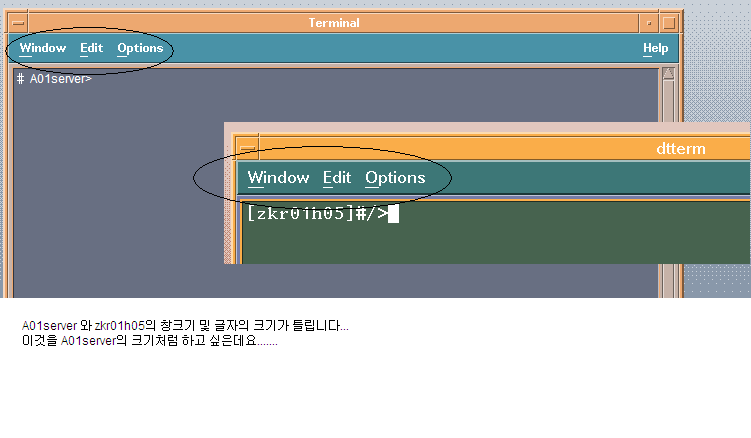 Terminal
Window Edit Options Help
# A01server>
dtterm
Window Edit Options
[zkr01h05]#/>
A01server 와 zkr01h05의 창크기 및 글자의 크기가 틀립니다...
이것을 A01server의 크기처럼 하고 싶은데요.......